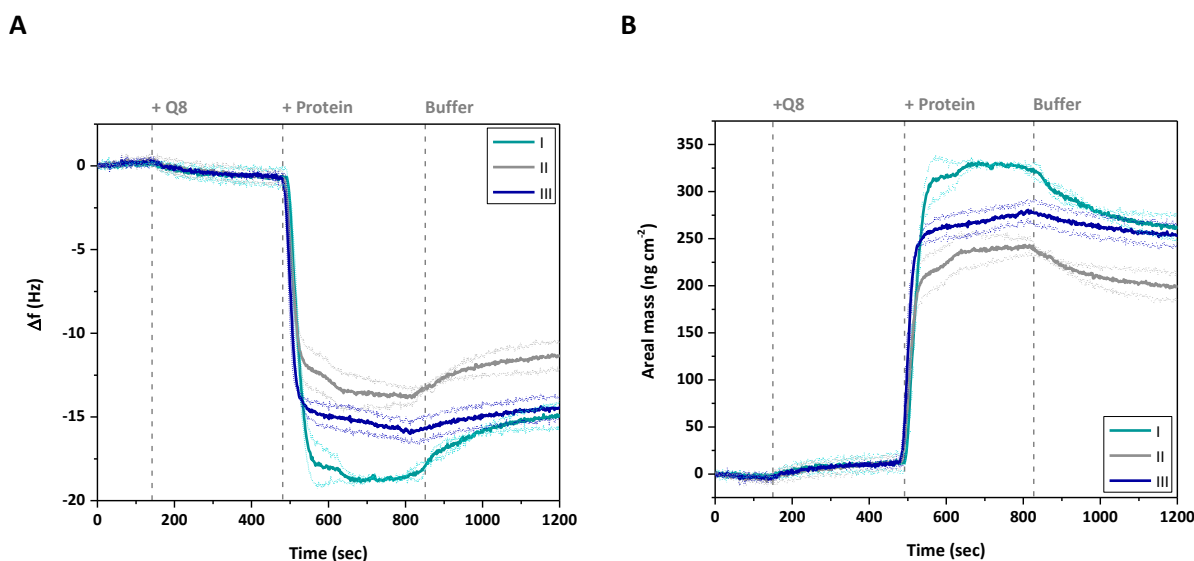 A
+ Q8 + Protein Buffer
0
-5
-10
-15
-20
Δf (Hz)
I
II
III
0 200 400 600 800 1000 1200
Time (sec)
B
+Q8 + Protein Buffer
350
300
250
200
150
100
50
0
Areal mass (ng cm⁻²)
I
II
III
0 200 400 600 800 1000 1200
Time (sec)